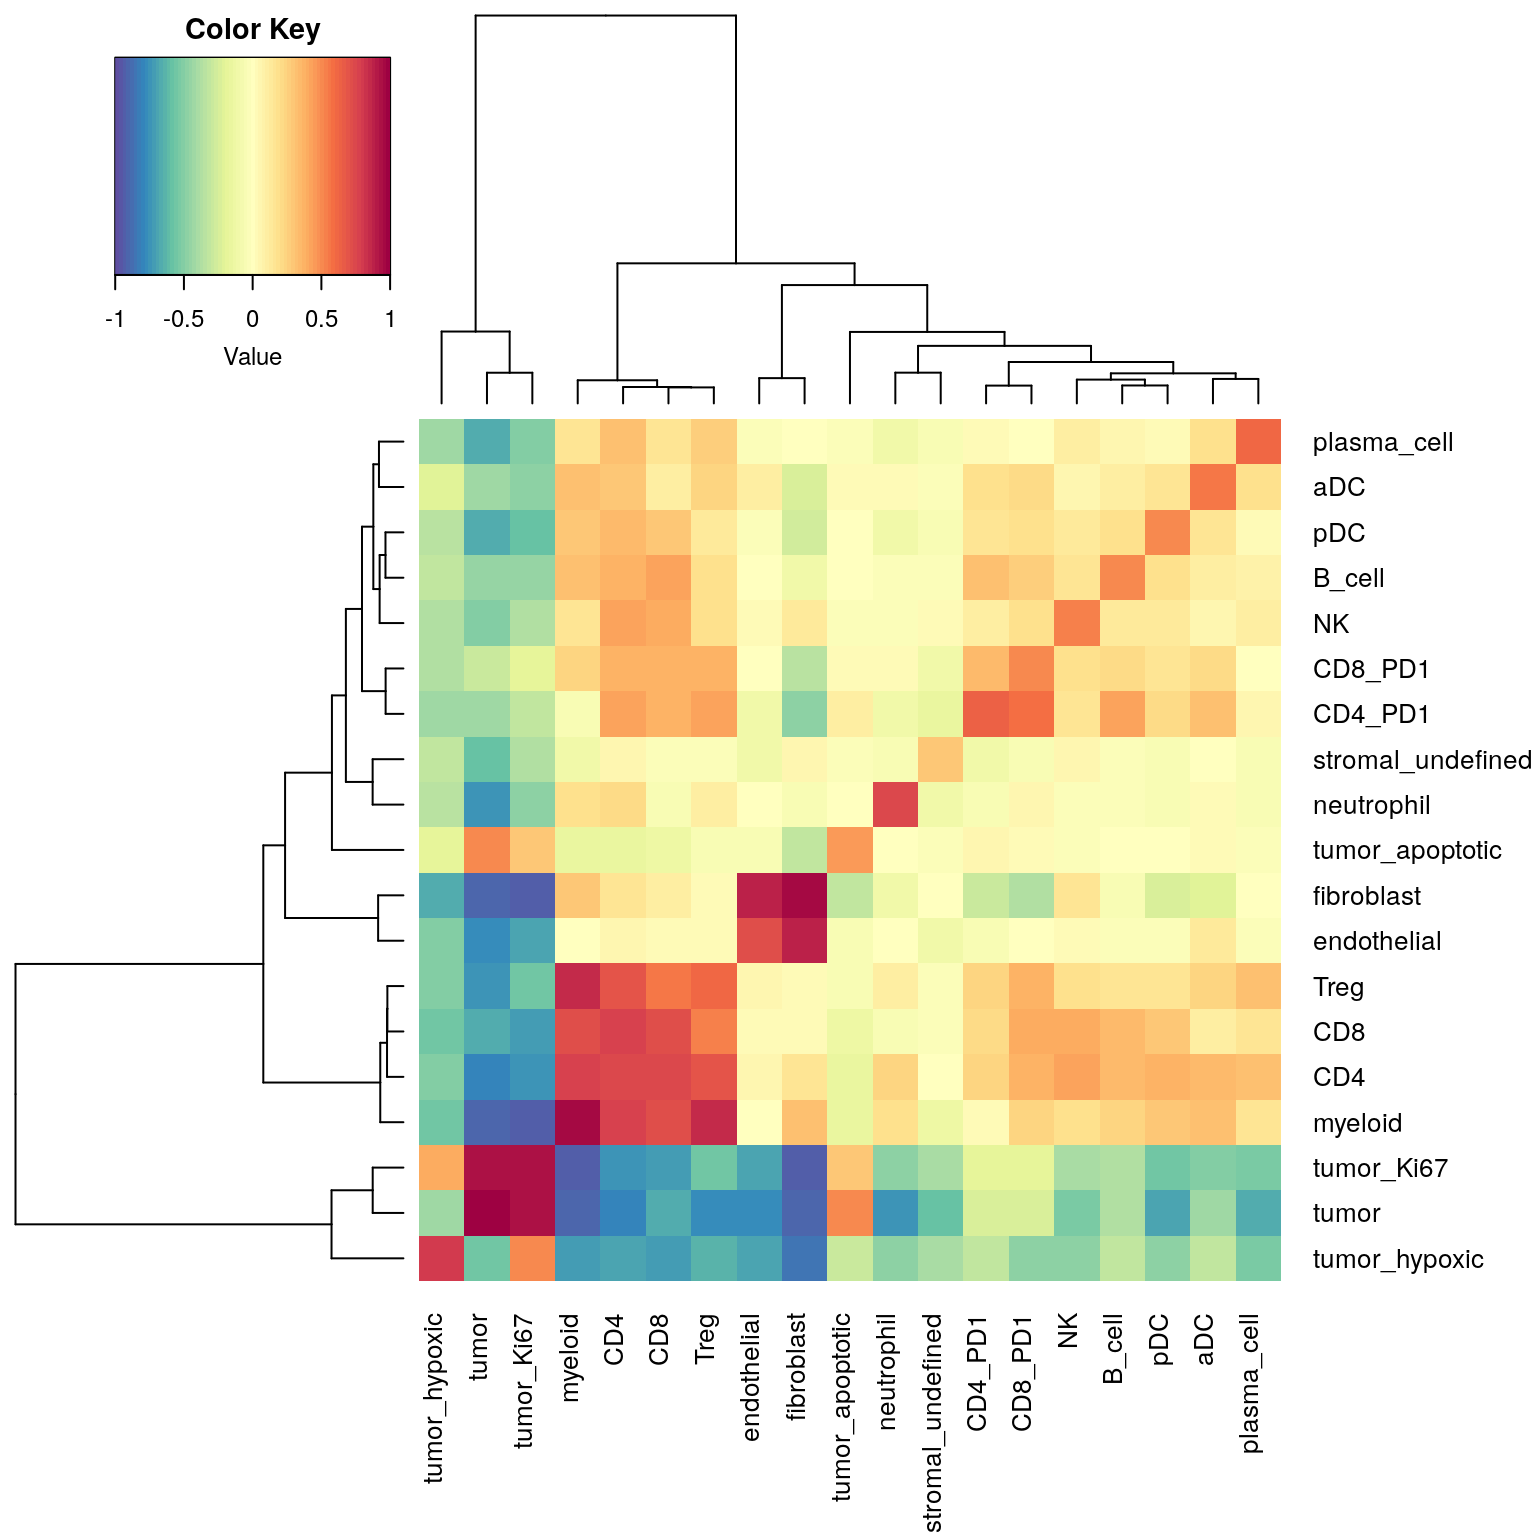 Color Key
-1 -0.5 0 0.5 1
Value
plasma_cell
aDC
pDC
B_cell
NK
CD8_PD1
CD4_PD1
stromal_undefined
neutrophil
tumor_apoptotic
fibroblast
endothelial
Treg
CD8
CD4
myeloid
tumor_Ki67
tumor
tumor_hypoxic
tumor_hypoxic
tumor
tumor_Ki67
myeloid
CD4
CD8
Treg
endothelial
fibroblast
tumor_apoptotic
neutrophil
stromal_undefined
CD4_PD1
CD8_PD1
NK
B_cell
pDC
aDC
plasma_cell